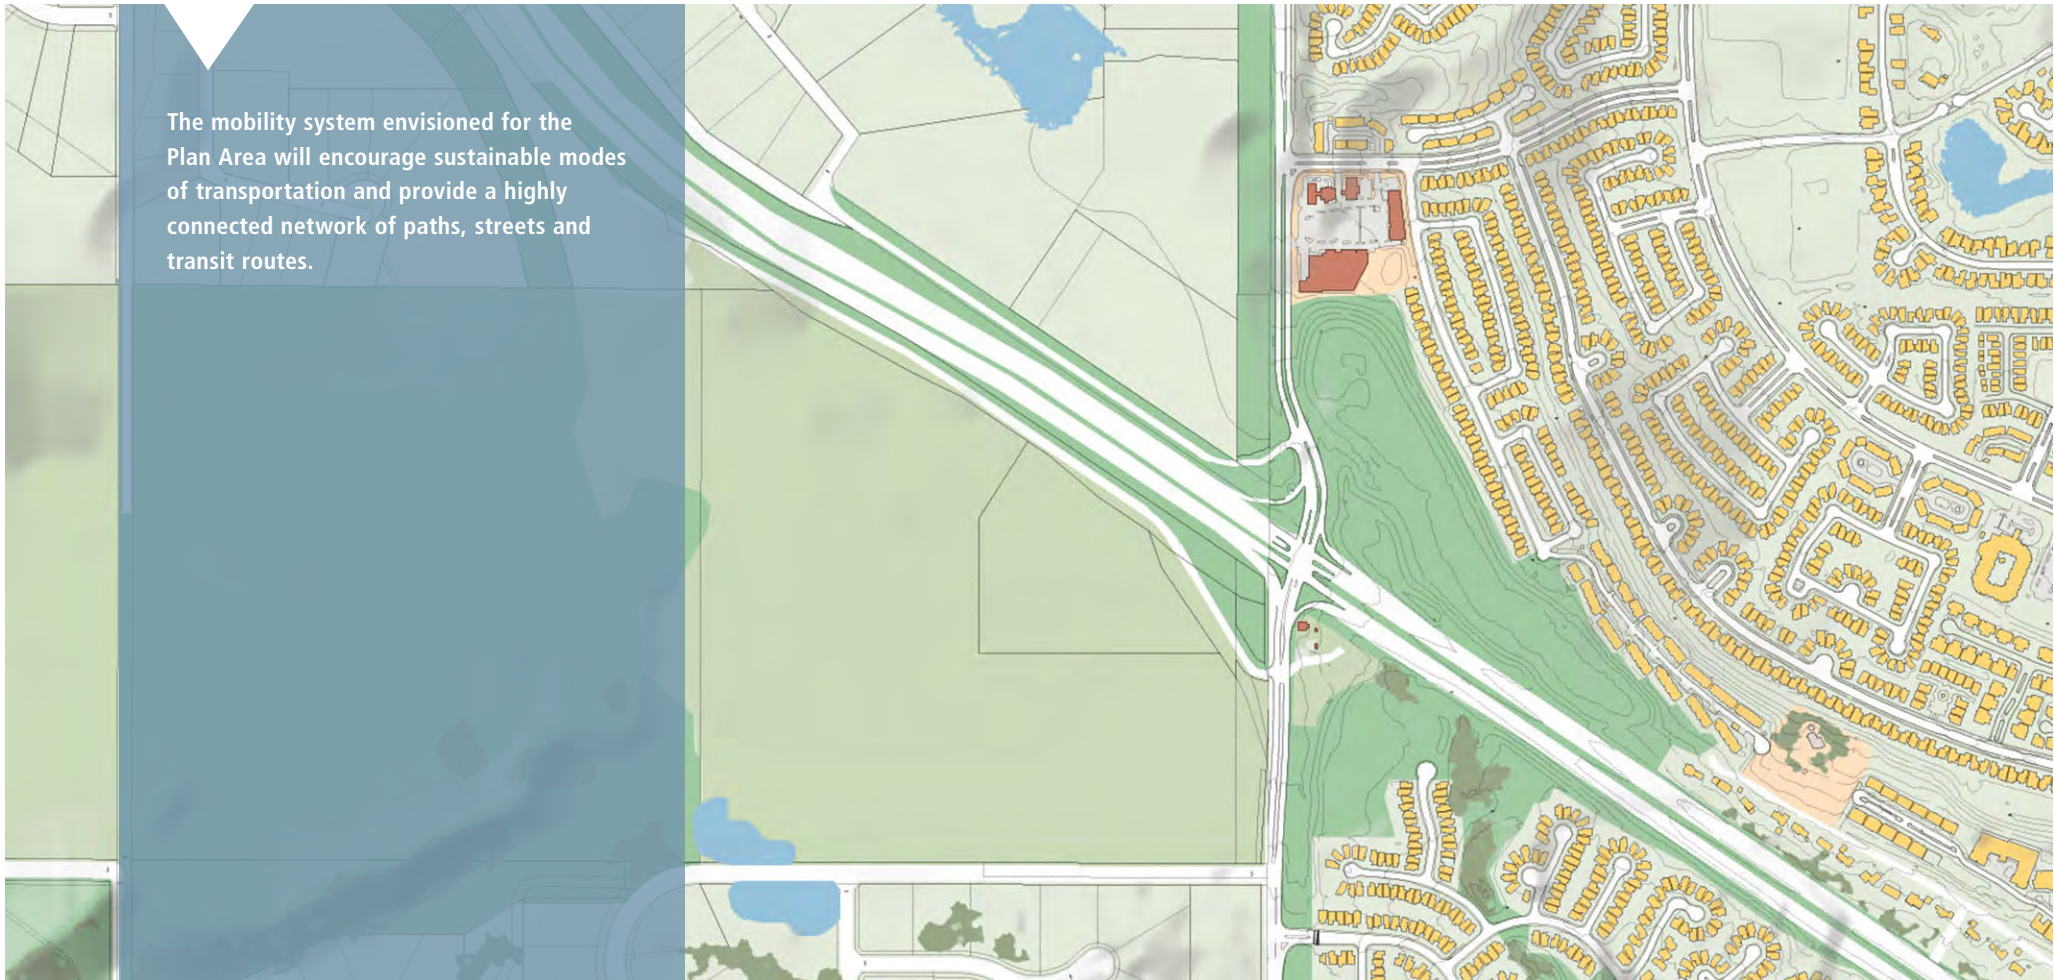 The mobility system envisioned for the
Plan Area will encourage sustainable modes
of transportation and provide a highly
connected network of paths, streets and
transit routes.